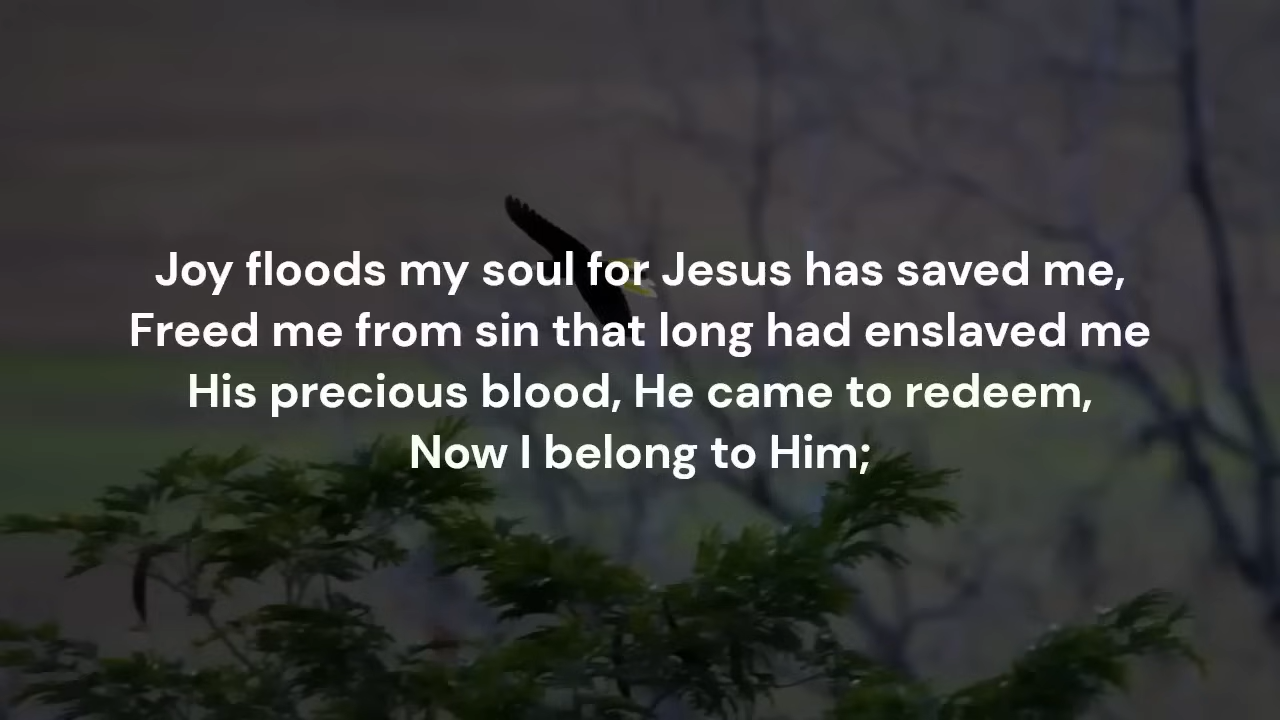 Joy floods my soul for Jesus has saved me,
Freed me from sin that long had enslaved me
His precious blood, He came to redeem,
Now I belong to Him;